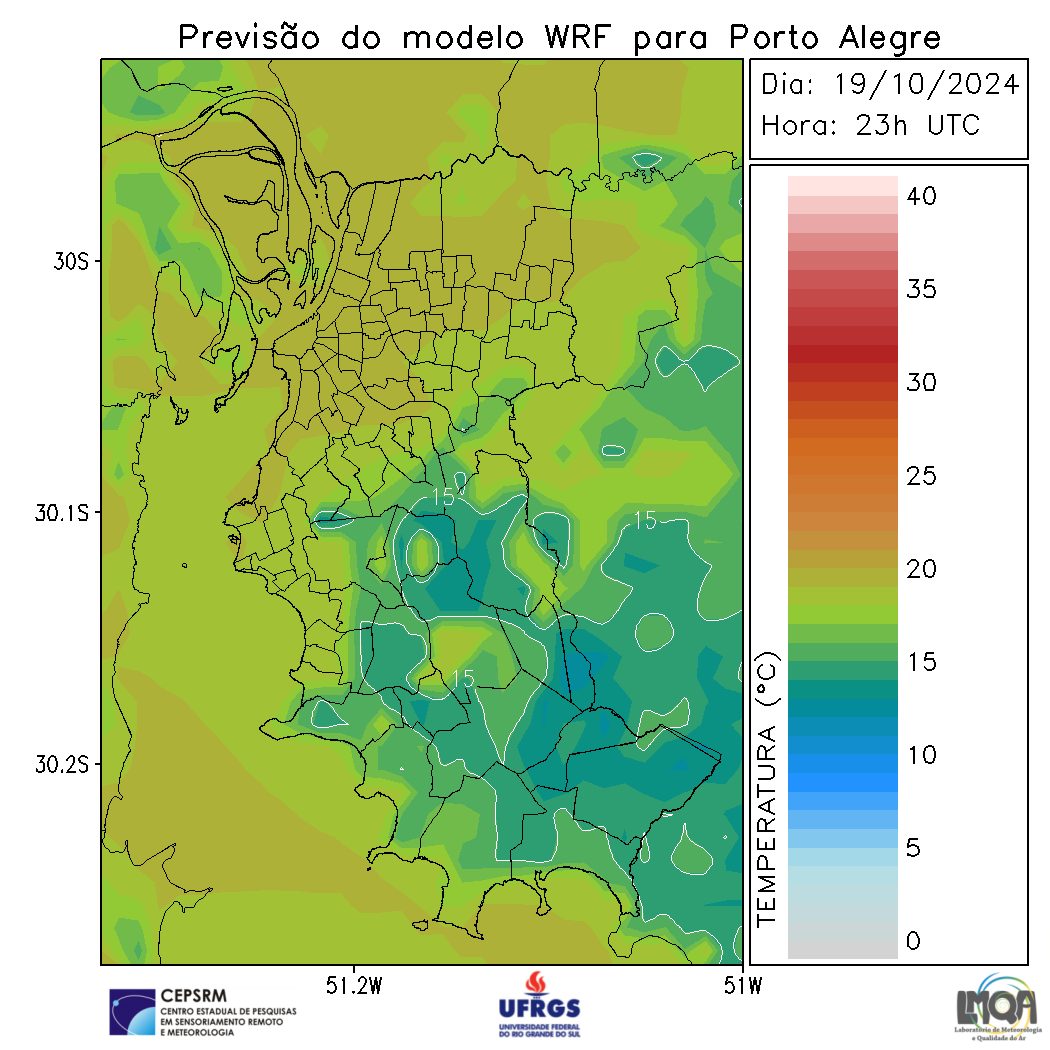 Previsão do modelo WRF para Porto Alegre
Dia: 19/10/2024
Hora: 23h UTC
40
35
30
25
20
15
10
5
0
TEMPERATURA (°C)
30S
30.1S
30.2S
51.2W
51W
15
15
15
CEPSRM
CENTRO ESTADUAL DE PESQUISAS
EM SENSORIAMENTO REMOTO
E METEOROLOGIA
UFRGS
UNIVERSIDADE FEDERAL
DO RIO GRANDE DO SUL
LMQA
Laboratório de Meteorologia
e Qualidade do Ar